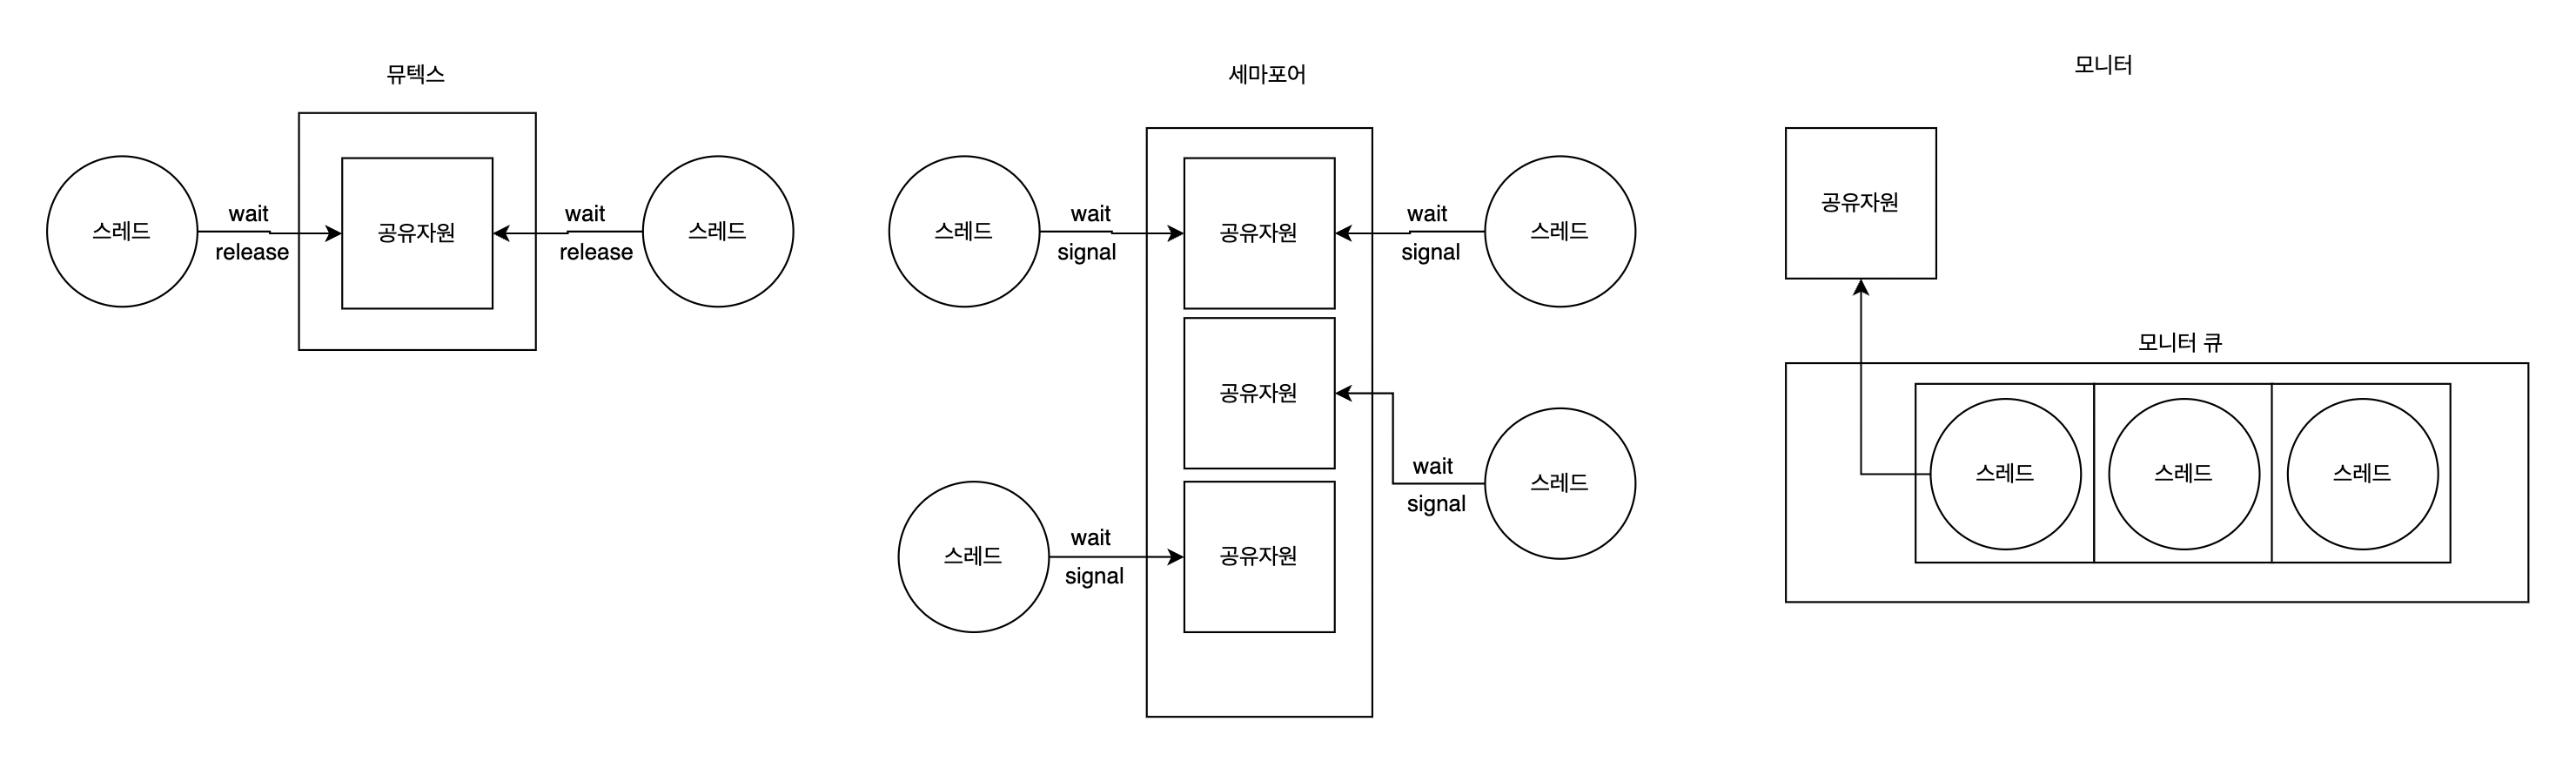 뮤텍스
스레드
wait
release
공유자원
wait
release
스레드
세마포어
스레드
wait
signal
공유자원
wait
signal
스레드
공유자원
wait
signal
스레드
스레드
wait
signal
공유자원
모니터
공유자원
모니터 큐
스레드
스레드
스레드